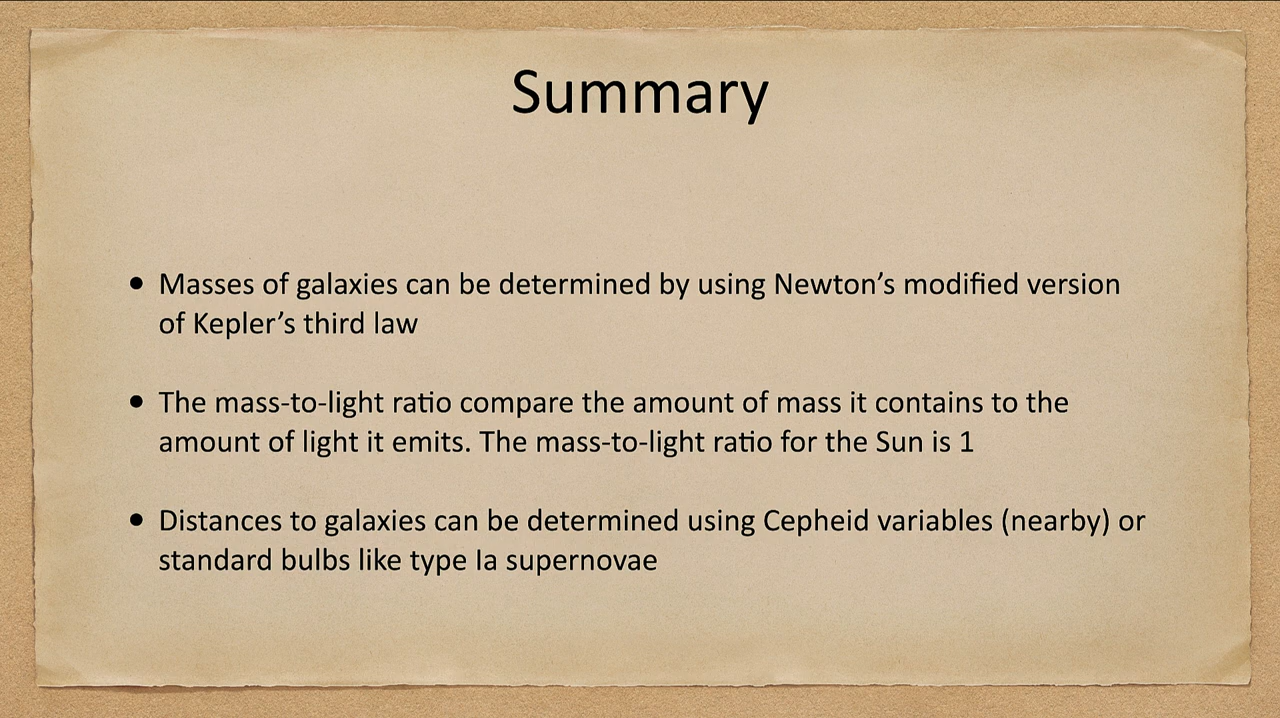 Summary
• Masses of galaxies can be determined by using Newton’s modified version
of Kepler’s third law
• The mass-to-light ratio compare the amount of mass it contains to the
amount of light it emits. The mass-to-light ratio for the Sun is 1
• Distances to galaxies can be determined using Cepheid variables (nearby) or
standard bulbs like type Ia supernovae